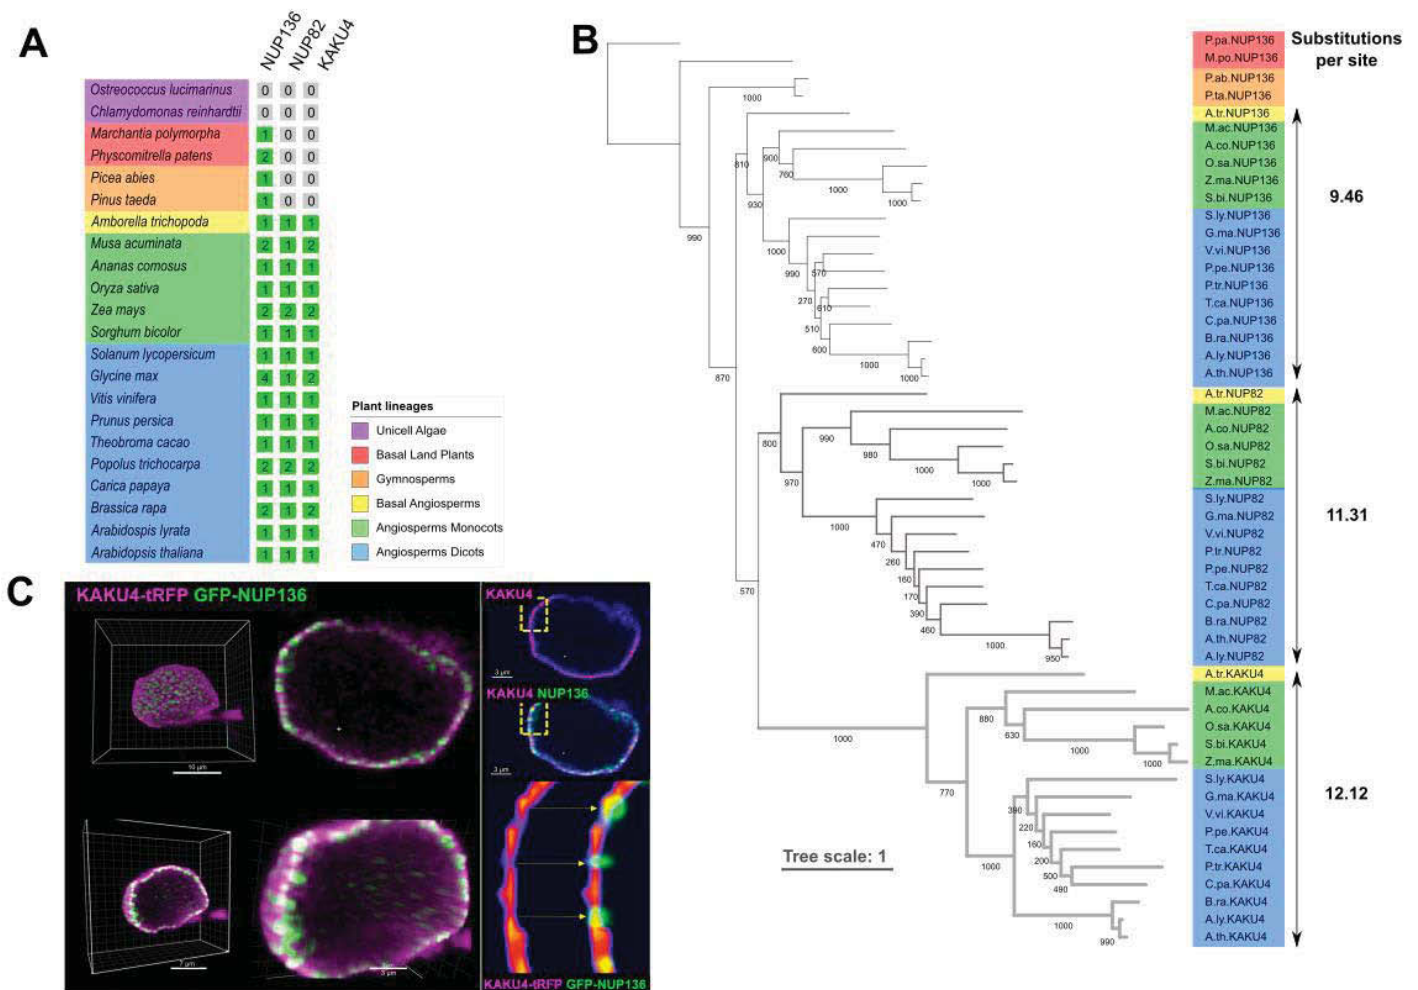 A
NUP136 NUP82 KAKU4
Ostreococcus lucimarinus 0 0 0
Chlamydomonas reinhardtii 0 0 0
Marchantia polymorpha 1 0 0
Physcomitrella patens 2 0 0
Picea abies 1 0 0
Pinus taeda 1 0 0
Amborella trichopoda 1 1 1
Musa acuminata 2 1 2
Ananas comosus 1 1 1
Oryza sativa 1 1 1
Zea mays 2 2 2
Sorghum bicolor 1 1 1
Solanum lycopersicum 1 1 1
Glycine max 4 1 2
Vitis vinifera 1 1 1
Prunus persica 1 1 1
Theobroma cacao 1 1 1
Popolus trichocarpa 2 2 2
Carica papaya 1 1 1
Brassica rapa 2 1 2
Arabidopsis lyrata 1 1 1
Arabidopsis thaliana 1 1 1
Plant lineages
Unicell Algae
Basal Land Plants
Gymnosperms
Basal Angiosperms
Angiosperms Monocots
Angiosperms Dicots
B
Substitutions
per site
P.pa.NUP136
M.po.NUP136
P.ab.NUP136
P.ta.NUP136
A.tr.NUP136
M.ac.NUP136
A.co.NUP136
O.sa.NUP136
Z.ma.NUP136
S.bi.NUP136
S.ly.NUP136
G.ma.NUP136
V.vi.NUP136
P.pe.NUP136
P.tr.NUP136
T.ca.NUP136
C.pa.NUP136
B.ra.NUP136
A.ly.NUP136
A.th.NUP136
9.46
A.tr.NUP82
M.ac.NUP82
A.co.NUP82
O.sa.NUP82
S.bi.NUP82
Z.ma.NUP82
S.ly.NUP82
G.ma.NUP82
V.vi.NUP82
P.tr.NUP82
P.pe.NUP82
T.ca.NUP82
C.pa.NUP82
B.ra.NUP82
A.th.NUP82
A.ly.NUP82
11.31
A.tr.KAKU4
M.ac.KAKU4
A.co.KAKU4
O.sa.KAKU4
S.bi.KAKU4
Z.ma.KAKU4
S.ly.KAKU4
G.ma.KAKU4
V.vi.KAKU4
P.pe.KAKU4
T.ca.KAKU4
P.tr.KAKU4
C.pa.KAKU4
B.ra.KAKU4
A.ly.KAKU4
A.th.KAKU4
12.12
1000
810
900
760
1000
1000
930
990
1000
990
570
270
610
510
600
1000
1000
870
800
990
980
1000
1000
970
1000
470
260
160
170
390
460
1000
950
570
1000
880
630
1000
1000
770
390
220
160
200
500
490
1000
1000
990
Tree scale: 1
C
KAKU4-tRFP GFP-NUP136
10 µm
7 µm
3 µm
KAKU4
3 µm
KAKU4 NUP136
3 µm
KAKU4-tRFP GFP-NUP136